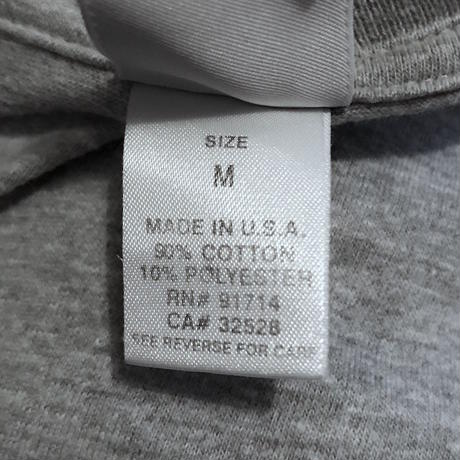 SIZE
M
MADE IN U.S.A.
90% COTTON
10% POLYESTER
RN# 91714
CA# 32528
SEE REVERSE FOR CARE